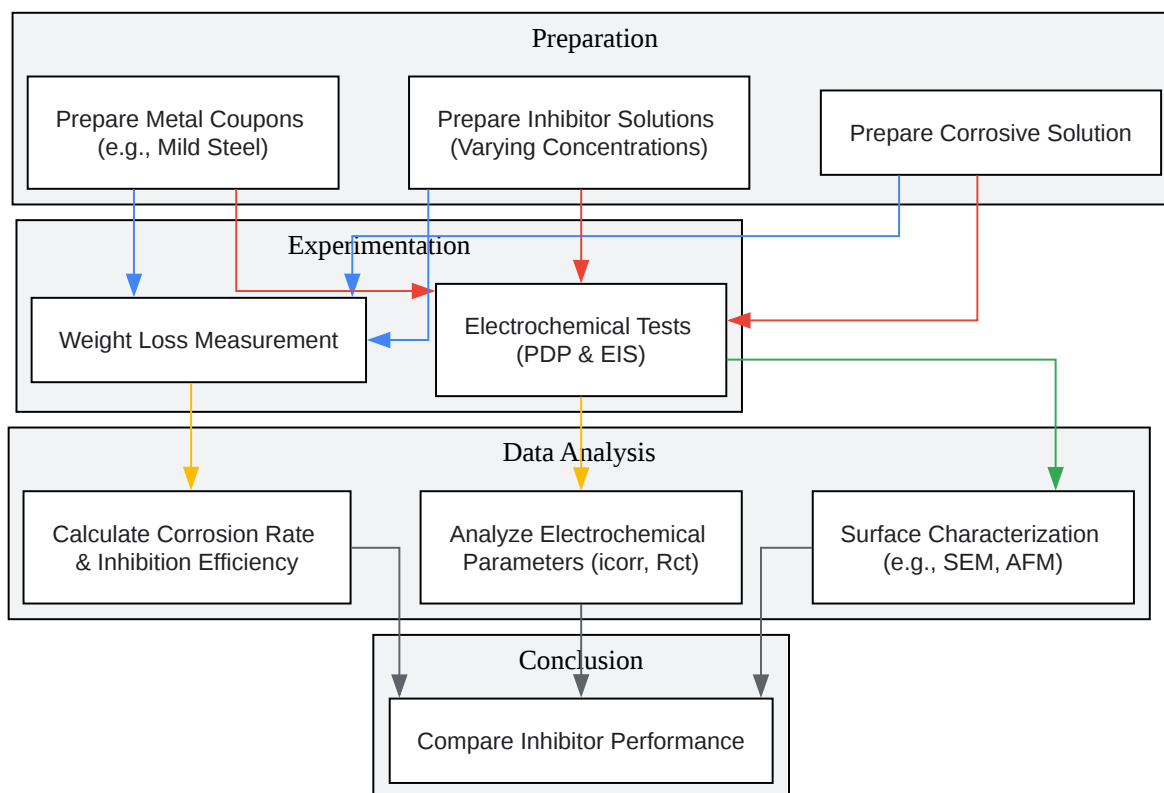 Preparation
Prepare Metal Coupons
(e.g., Mild Steel)
Prepare Inhibitor Solutions
(Varying Concentrations)
Prepare Corrosive Solution
Experimentation
Weight Loss Measurement
Electrochemical Tests
(PDP & EIS)
Data Analysis
Calculate Corrosion Rate
& Inhibition Efficiency
Analyze Electrochemical
Parameters (icorr, Rct)
Surface Characterization
(e.g., SEM, AFM)
Conclusion
Compare Inhibitor Performance